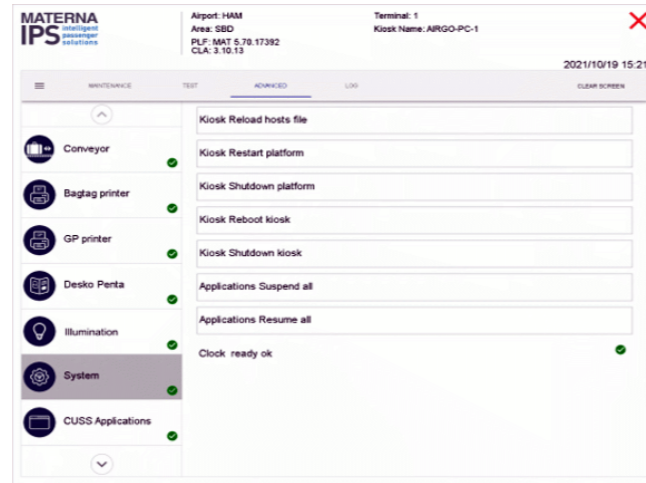 MATERNA
IPS intelligent
passenger
solutions
Airport: HAM
Area: SBD
PLF: MAT 5.70.17392
CLA: 3.10.13
Terminal: 1
Kiosk Name: AIRGO-PC-1
2021/10/19 15:21
MAINTENANCE
TEST
ADVANCED
LOG
CLEAR SCREEN
Conveyor
Bagtag printer
GP printer
Desko Penta
Illumination
System
CUSS Applications
Kiosk Reload hosts file
Kiosk Restart platform
Kiosk Shutdown platform
Kiosk Reboot kiosk
Kiosk Shutdown kiosk
Applications Suspend all
Applications Resume all
Clock ready ok